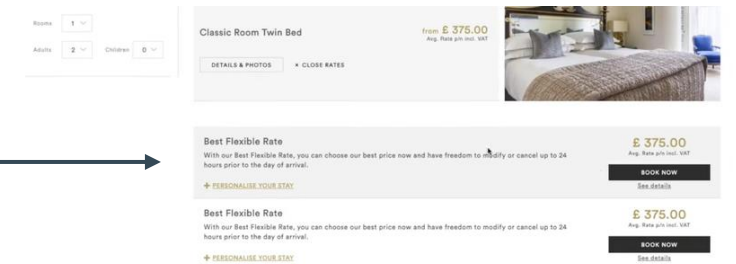 Rooms 1
Adults 2 Children 0
Classic Room Twin Bed
from £ 375.00
Avg. Rate p/n incl. VAT
DETAILS & PHOTOS × CLOSE RATES
Best Flexible Rate
With our Best Flexible Rate, you can choose our best price now and have freedom to modify or cancel up to 24
hours prior to the day of arrival.
+ PERSONALISE YOUR STAY
£ 375.00
Avg. Rate p/n incl. VAT
BOOK NOW
See details
Best Flexible Rate
With our Best Flexible Rate, you can choose our best price now and have freedom to modify or cancel up to 24
hours prior to the day of arrival.
+ PERSONALISE YOUR STAY
£ 375.00
Avg. Rate p/n incl. VAT
BOOK NOW
See details